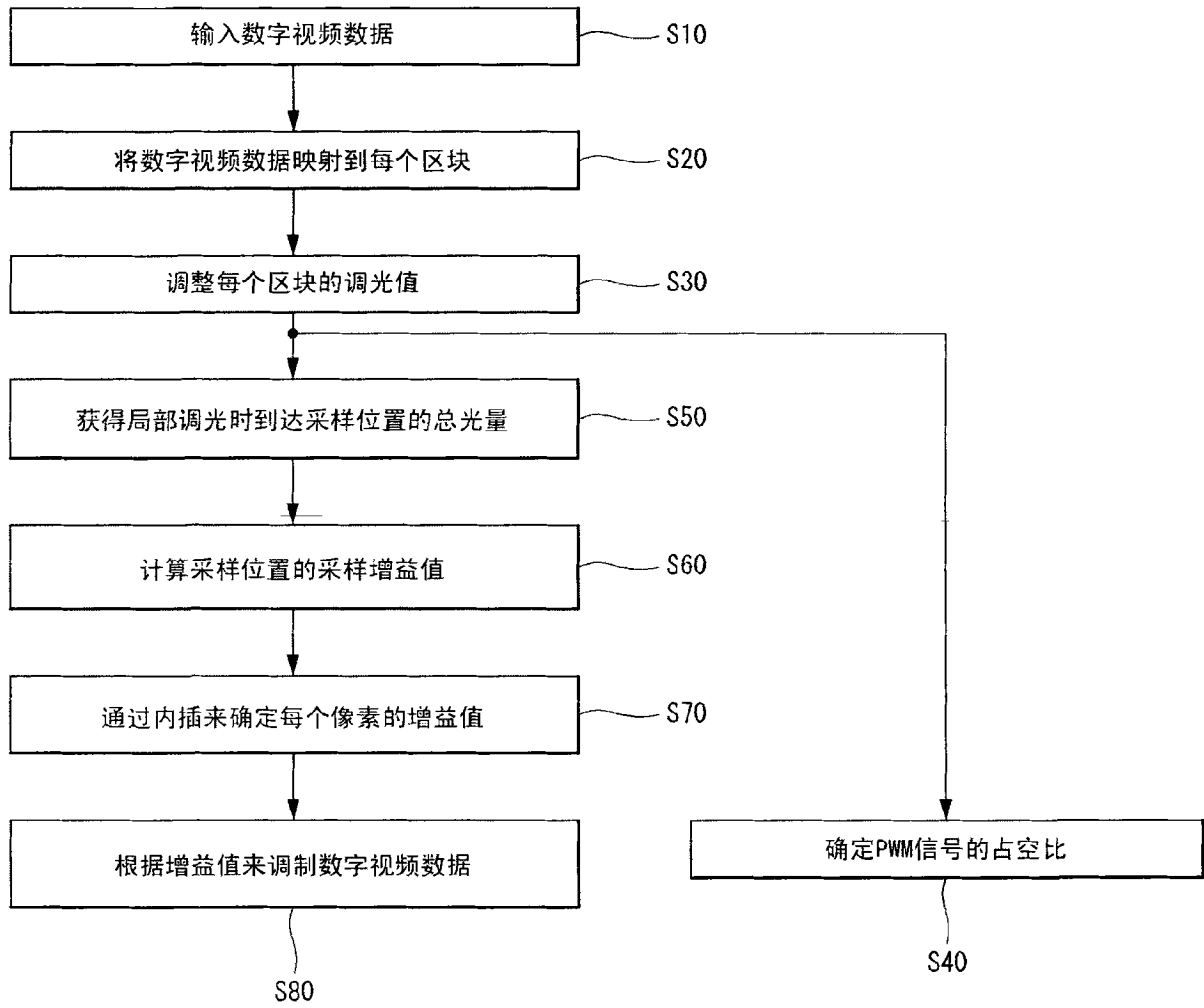 输入数字视频数据
S10
将数字视频数据映射到每个区块
S20
调整每个区块的调光值
S30
获得局部调光时到达采样位置的总光量
S50
计算采样位置的采样增益值
S60
通过内插来确定每个像素的增益值
S70
根据增益值来调制数字视频数据
S80
确定PWM信号的占空比
S40